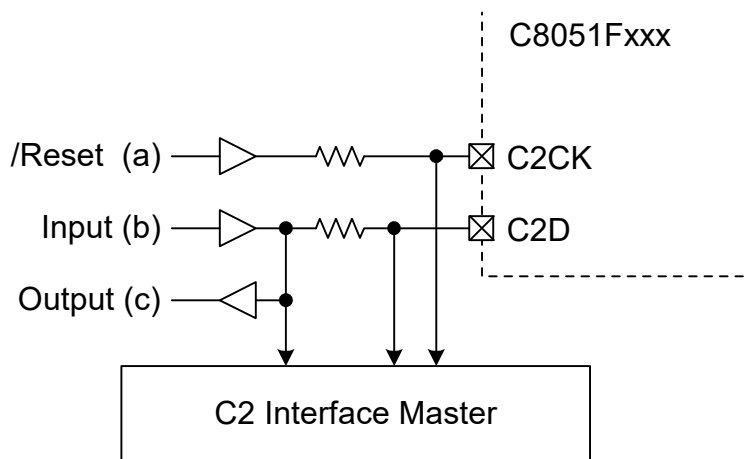 C8051Fxxx
/Reset (a)
C2CK
Input (b)
C2D
Output (c)
C2 Interface Master